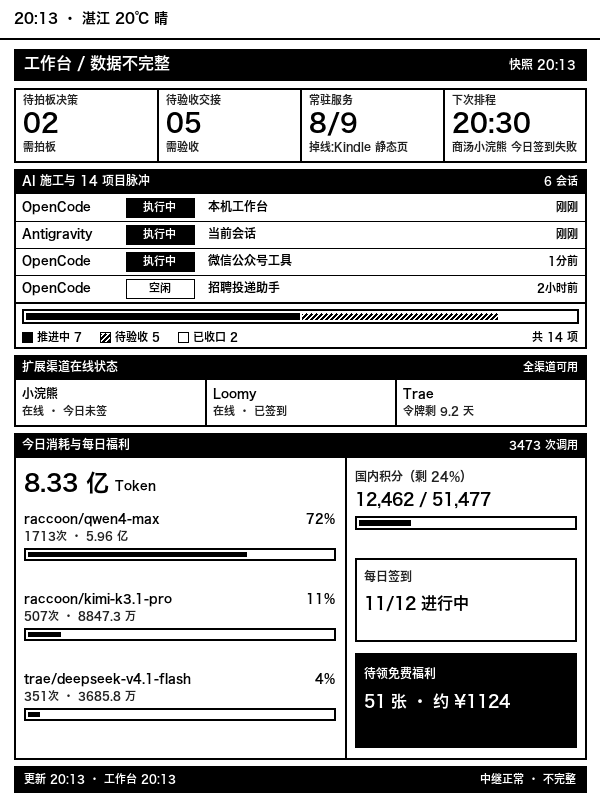 20:13 · 湛江 20℃ 晴
工作台 / 数据不完整 快照 20:13
待拍板决策 待验收交接 常驻服务 下次排程
02 05 8/9 20:30
需拍板 需验收 掉线:Kindle 静态页 商汤小浣熊 今日签到失败
AI 施工与 14 项目脉冲 6 会话
OpenCode 执行中 本机工作台 刚刚
Antigravity 执行中 当前会话 刚刚
OpenCode 执行中 微信公众号工具 1分前
OpenCode 空闲 招聘投递助手 2小时前
推进中 7 待验收 5 已收口 2 共 14 项
扩展渠道在线状态 全渠道可用
小浣熊 Loomy Trae
在线 · 今日未签 在线 · 已签到 令牌剩 9.2 天
今日消耗与每日福利 3473 次调用
8.33 亿 Token
raccoon/qwen4-max 72%
1713次 · 5.96 亿
raccoon/kimi-k3.1-pro 11%
507次 · 8847.3 万
trae/deepseek-v4.1-flash 4%
351次 · 3685.8 万
国内积分（剩 24%）
12,462 / 51,477
每日签到
11/12 进行中
待领免费福利
51 张 · 约 ¥1124
更新 20:13 · 工作台 20:13 中继正常 · 不完整